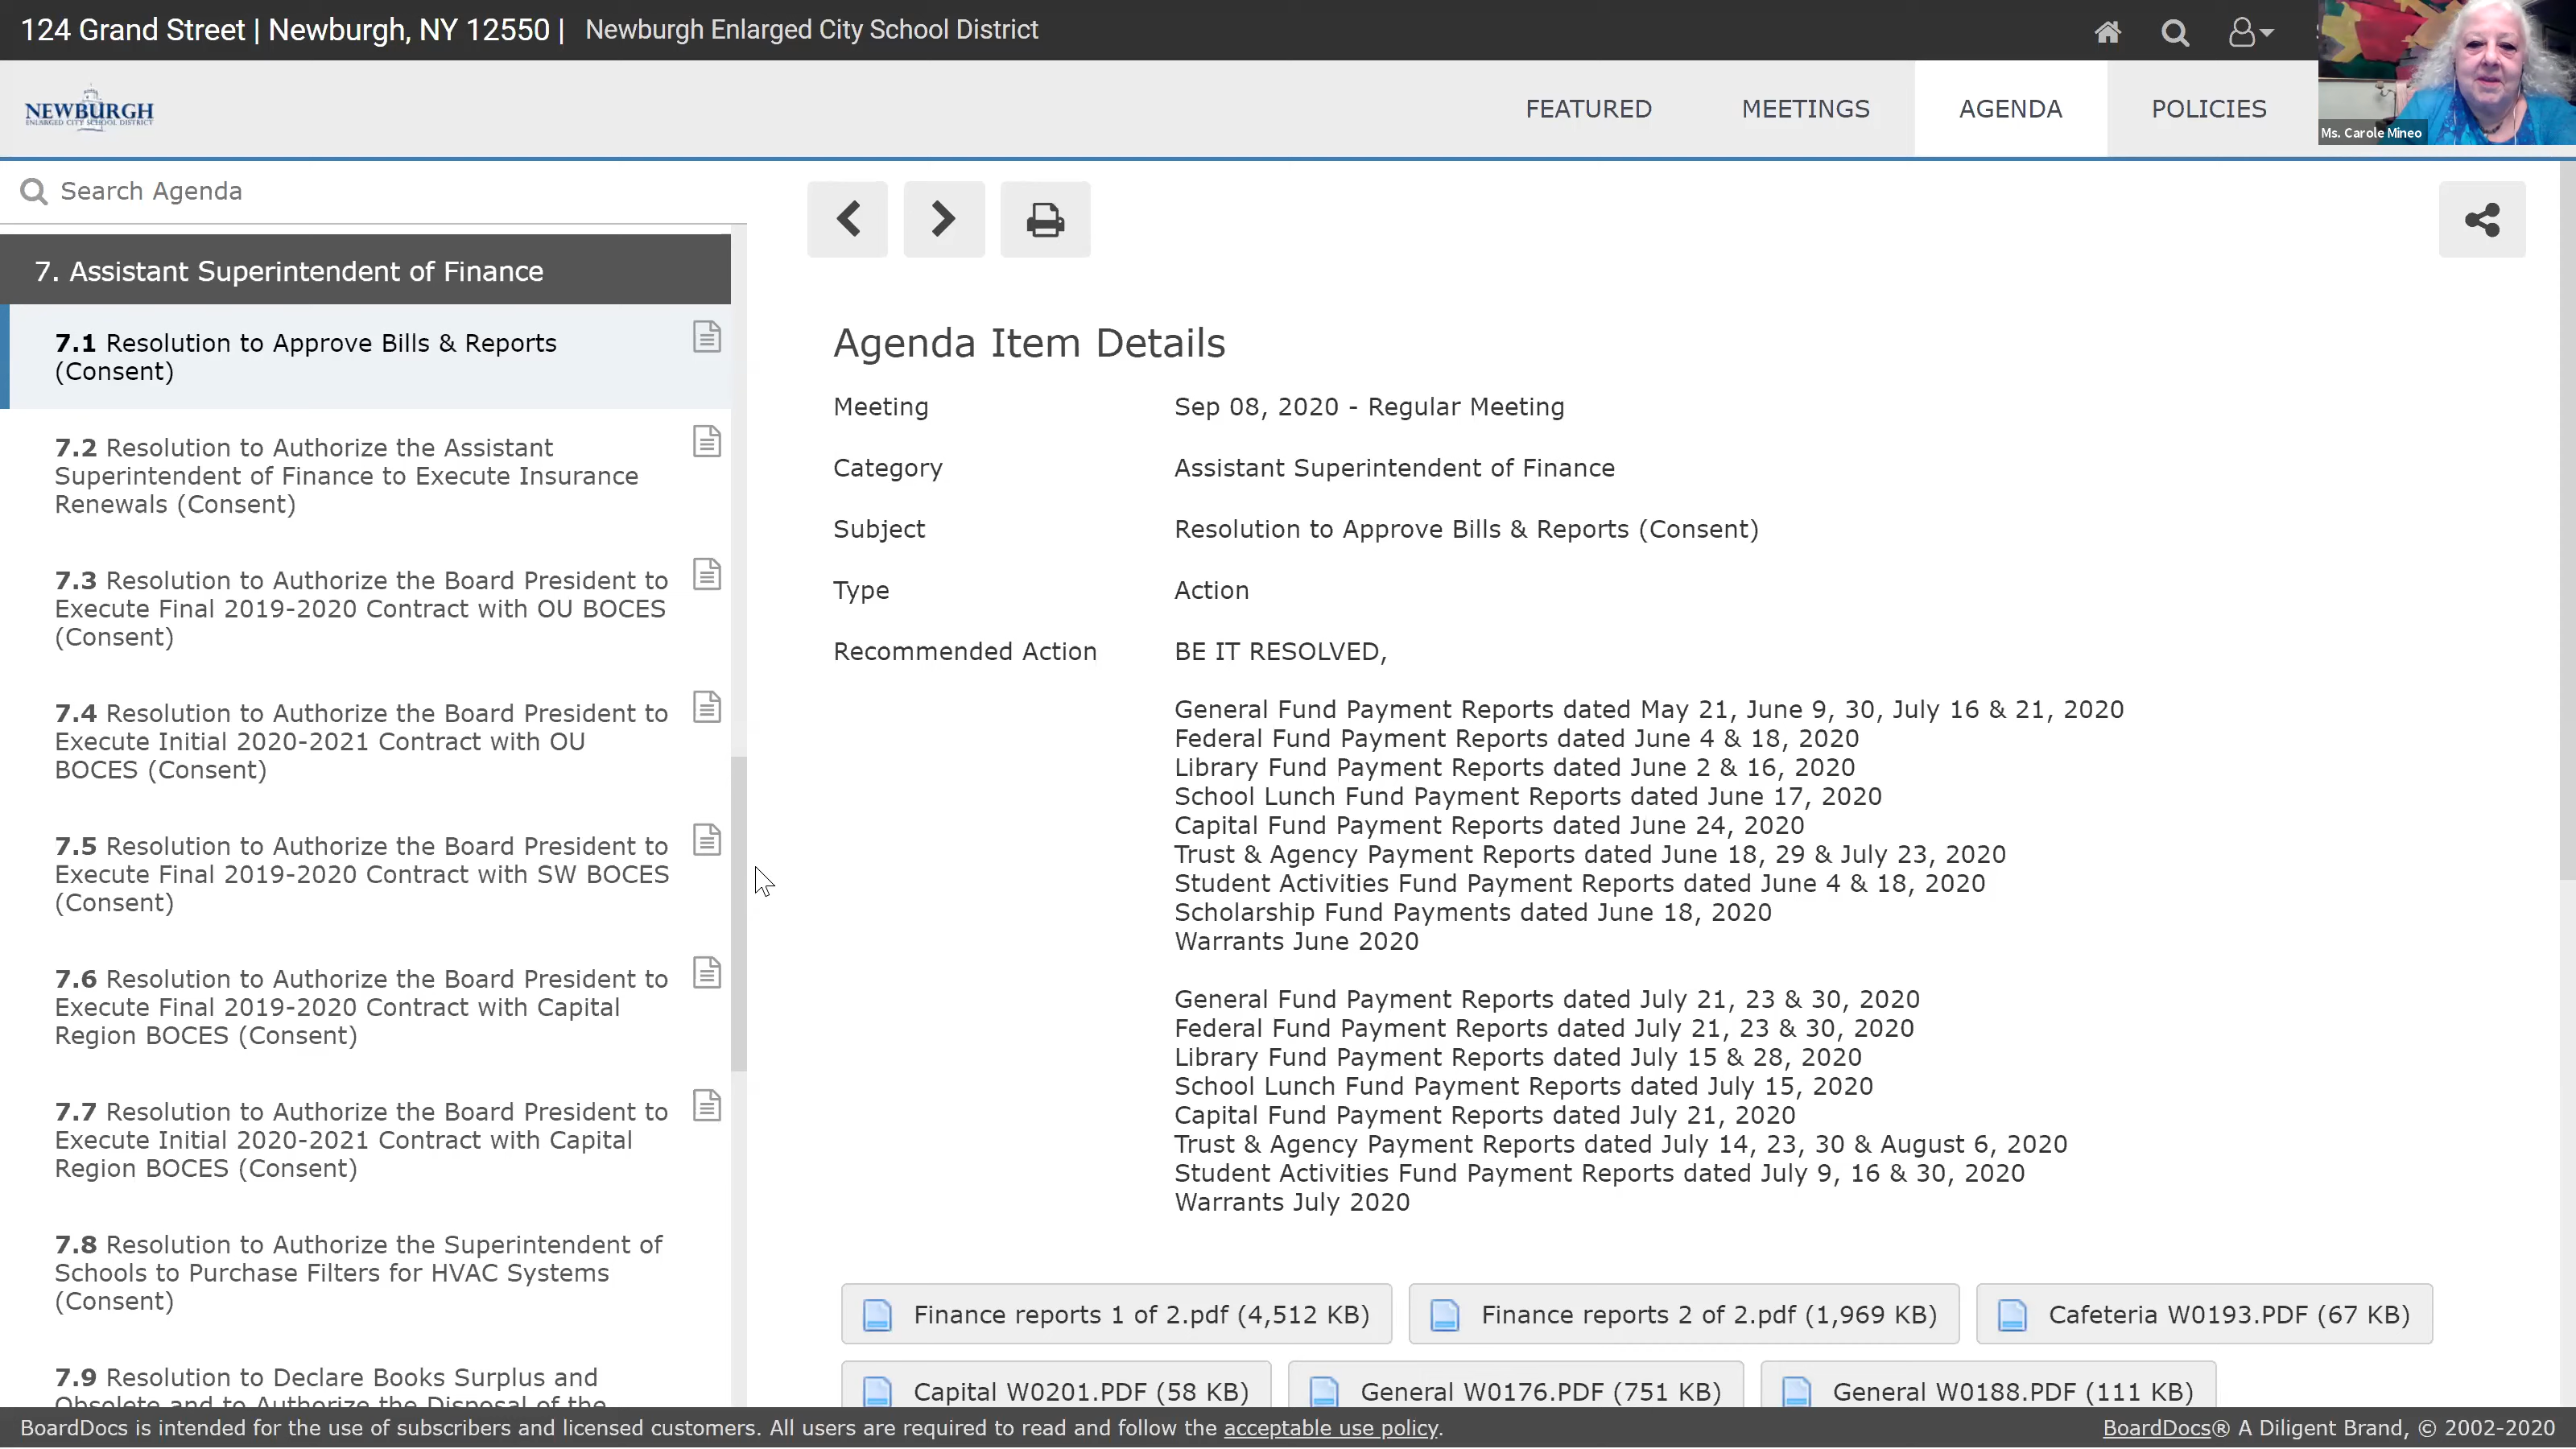 124 Grand Street | Newburgh, NY 12550 | Newburgh Enlarged City School District
NEWBURGH
ENLARGED CITY SCHOOL DISTRICT
FEATURED
MEETINGS
AGENDA
POLICIES
Ms. Carole Mineo
Search Agenda
7. Assistant Superintendent of Finance
7.1 Resolution to Approve Bills & Reports
(Consent)
7.2 Resolution to Authorize the Assistant
Superintendent of Finance to Execute Insurance
Renewals (Consent)
7.3 Resolution to Authorize the Board President to
Execute Final 2019-2020 Contract with OU BOCES
(Consent)
7.4 Resolution to Authorize the Board President to
Execute Initial 2020-2021 Contract with OU
BOCES (Consent)
7.5 Resolution to Authorize the Board President to
Execute Final 2019-2020 Contract with SW BOCES
(Consent)
7.6 Resolution to Authorize the Board President to
Execute Final 2019-2020 Contract with Capital
Region BOCES (Consent)
7.7 Resolution to Authorize the Board President to
Execute Initial 2020-2021 Contract with Capital
Region BOCES (Consent)
7.8 Resolution to Authorize the Superintendent of
Schools to Purchase Filters for HVAC Systems
(Consent)
7.9 Resolution to Declare Books Surplus and
Obsolete and to Authorize the Disposal of the
Agenda Item Details
Meeting Sep 08, 2020 - Regular Meeting
Category Assistant Superintendent of Finance
Subject Resolution to Approve Bills & Reports (Consent)
Type Action
Recommended Action BE IT RESOLVED,
General Fund Payment Reports dated May 21, June 9, 30, July 16 & 21, 2020
Federal Fund Payment Reports dated June 4 & 18, 2020
Library Fund Payment Reports dated June 2 & 16, 2020
School Lunch Fund Payment Reports dated June 17, 2020
Capital Fund Payment Reports dated June 24, 2020
Trust & Agency Payment Reports dated June 18, 29 & July 23, 2020
Student Activities Fund Payment Reports dated June 4 & 18, 2020
Scholarship Fund Payments dated June 18, 2020
Warrants June 2020
General Fund Payment Reports dated July 21, 23 & 30, 2020
Federal Fund Payment Reports dated July 21, 23 & 30, 2020
Library Fund Payment Reports dated July 15 & 28, 2020
School Lunch Fund Payment Reports dated July 15, 2020
Capital Fund Payment Reports dated July 21, 2020
Trust & Agency Payment Reports dated July 14, 23, 30 & August 6, 2020
Student Activities Fund Payment Reports dated July 9, 16 & 30, 2020
Warrants July 2020
Finance reports 1 of 2.pdf (4,512 KB)
Finance reports 2 of 2.pdf (1,969 KB)
Cafeteria W0193.PDF (67 KB)
Capital W0201.PDF (58 KB)
General W0176.PDF (751 KB)
General W0188.PDF (111 KB)
BoardDocs is intended for the use of subscribers and licensed customers. All users are required to read and follow the acceptable use policy.
BoardDocs® A Diligent Brand, © 2002-2020